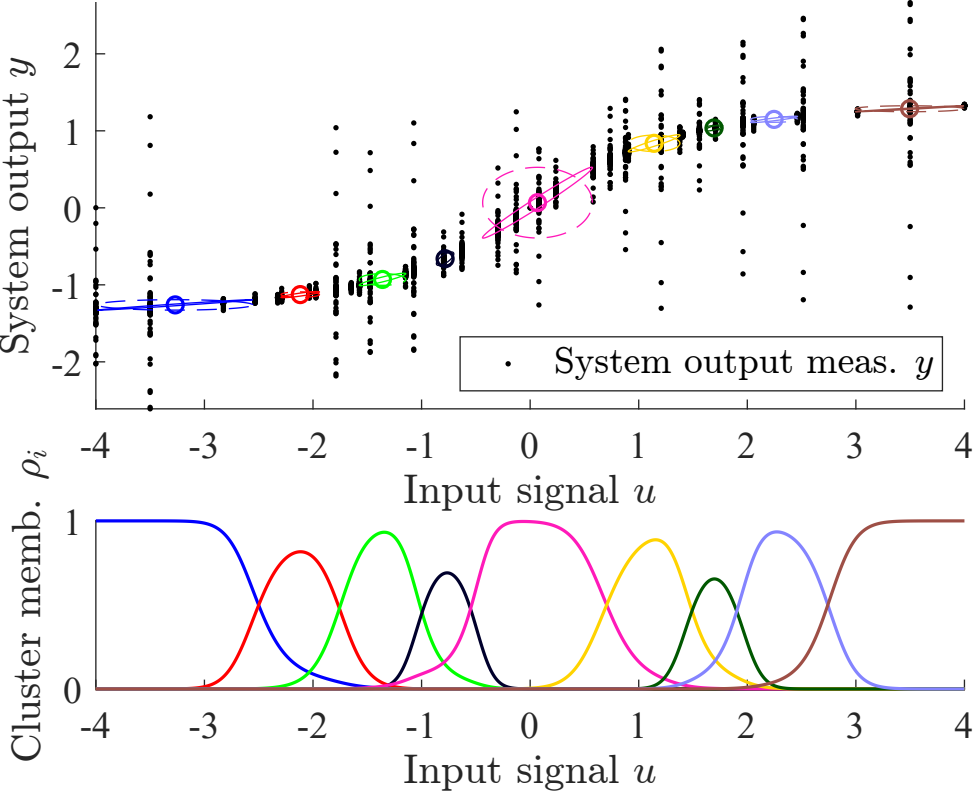 System output y
2
1
0
-1
-2
System output meas. y
-4 -3 -2 -1 0 1 2 3 4
Input signal u
Cluster memb. ρi
1
0
-4 -3 -2 -1 0 1 2 3 4
Input signal u